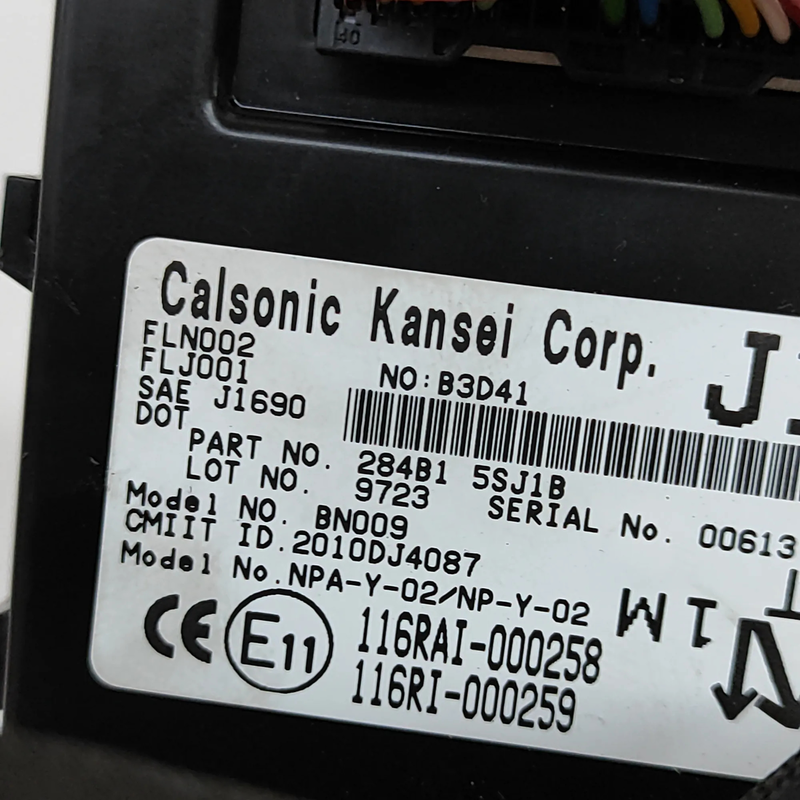 40
Calsonic Kansei Corp.
FLN002
FLJ001
NO:B3D41
SAE J1690
DOT
PART NO. 284B1 5SJ1B
LOT NO. 9723 SERIAL No. 00613
Model NO. BN009
CMIIT ID.2010DJ4087
Model No.NPA-Y-02/NP-Y-02
CE E11 116RAI-000258
116RI-000259